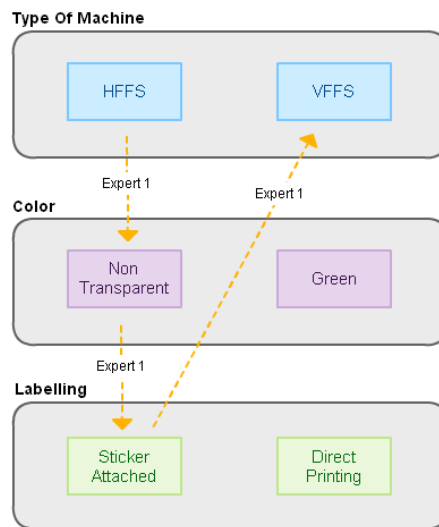 Type Of Machine
HFFS
VFFS
Expert 1
Expert 1
Color
Non
Transparent
Green
Expert 1
Labelling
Sticker
Attached
Direct
Printing